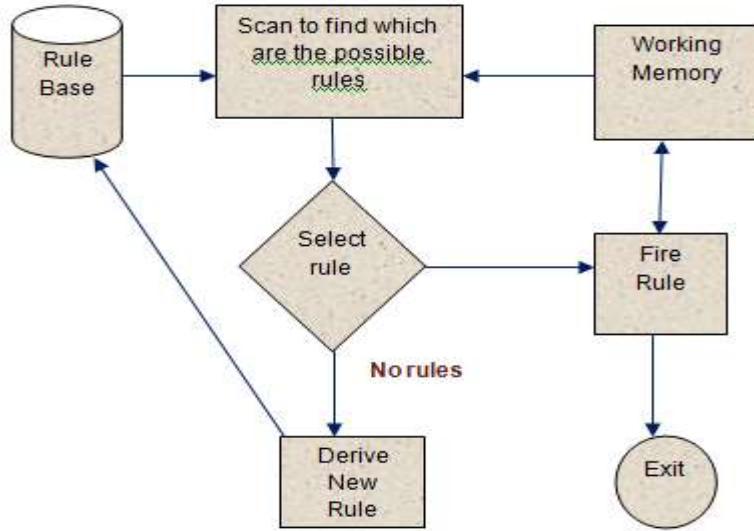 Rule
Base
Scan to find which
are the possible
rules
Working
Memory
Select
rule
Fire
Rule
No rules
Derive
New
Rule
Exit